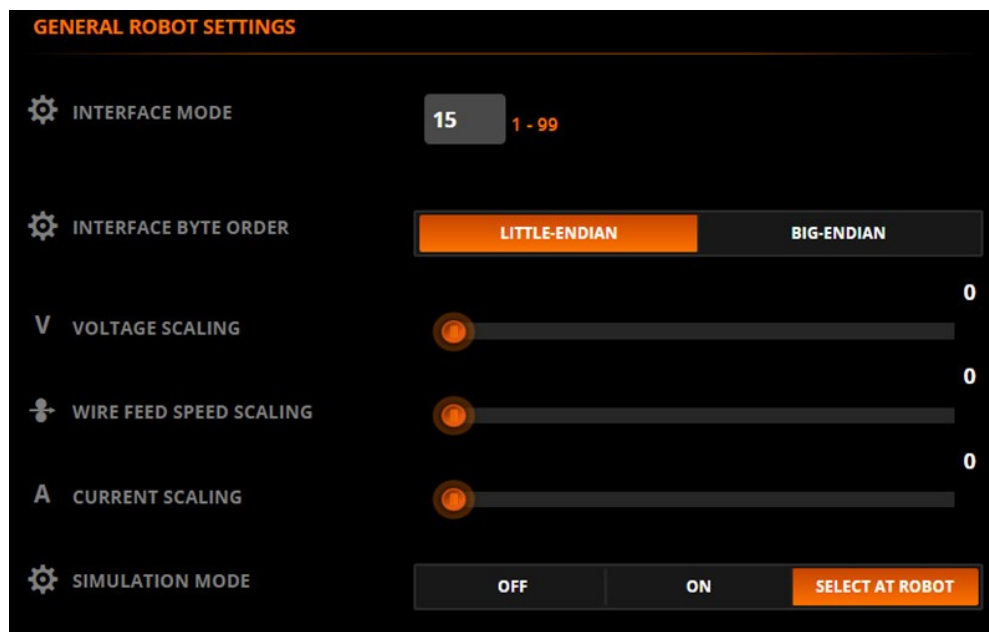 GENERAL ROBOT SETTINGS
INTERFACE MODE 15 1 - 99
INTERFACE BYTE ORDER LITTLE-ENDIAN BIG-ENDIAN
0
V VOLTAGE SCALING
0
WIRE FEED SPEED SCALING
0
A CURRENT SCALING
SIMULATION MODE OFF ON SELECT AT ROBOT